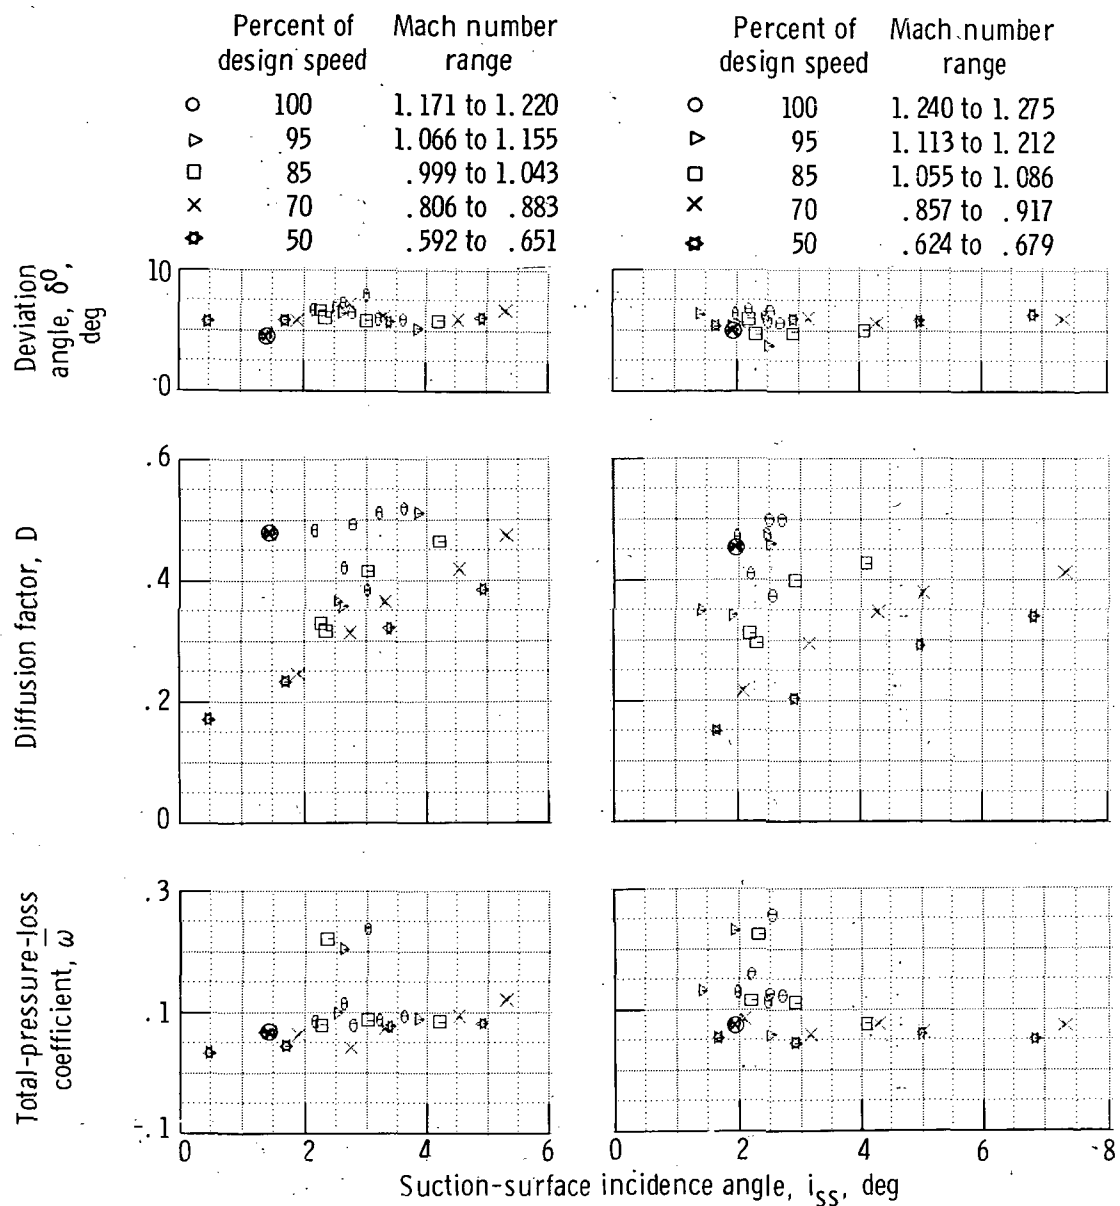 Percent of design speed Mach number range
100 1.171 to 1.220
95 1.066 to 1.155
85 .999 to 1.043
70 .806 to .883
50 .592 to .651
Percent of design speed Mach number range
100 1.240 to 1.275
95 1.113 to 1.212
85 1.055 to 1.086
70 .857 to .917
50 .624 to .679
Deviation angle, δ⁰, deg
10
0
Diffusion factor, D
.6
.4
.2
0
Total-pressure-loss coefficient, ω̅
.3
.1
-.1
0 2 4 6
0 2 4 6 8
Suction-surface incidence angle, iss, deg